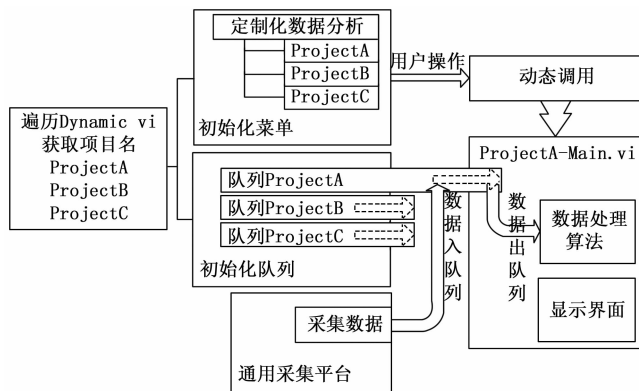 定制化数据分析
ProjectA
ProjectB
ProjectC
初始化菜单
用户操作
动态调用
遍历Dynamic vi
获取项目名
ProjectA
ProjectB
ProjectC
队列ProjectA
队列ProjectB
队列ProjectC
初始化队列
数据入队列
ProjectA-Main.vi
数据出队列
数据处理
算法
显示界面
采集数据
通用采集平台